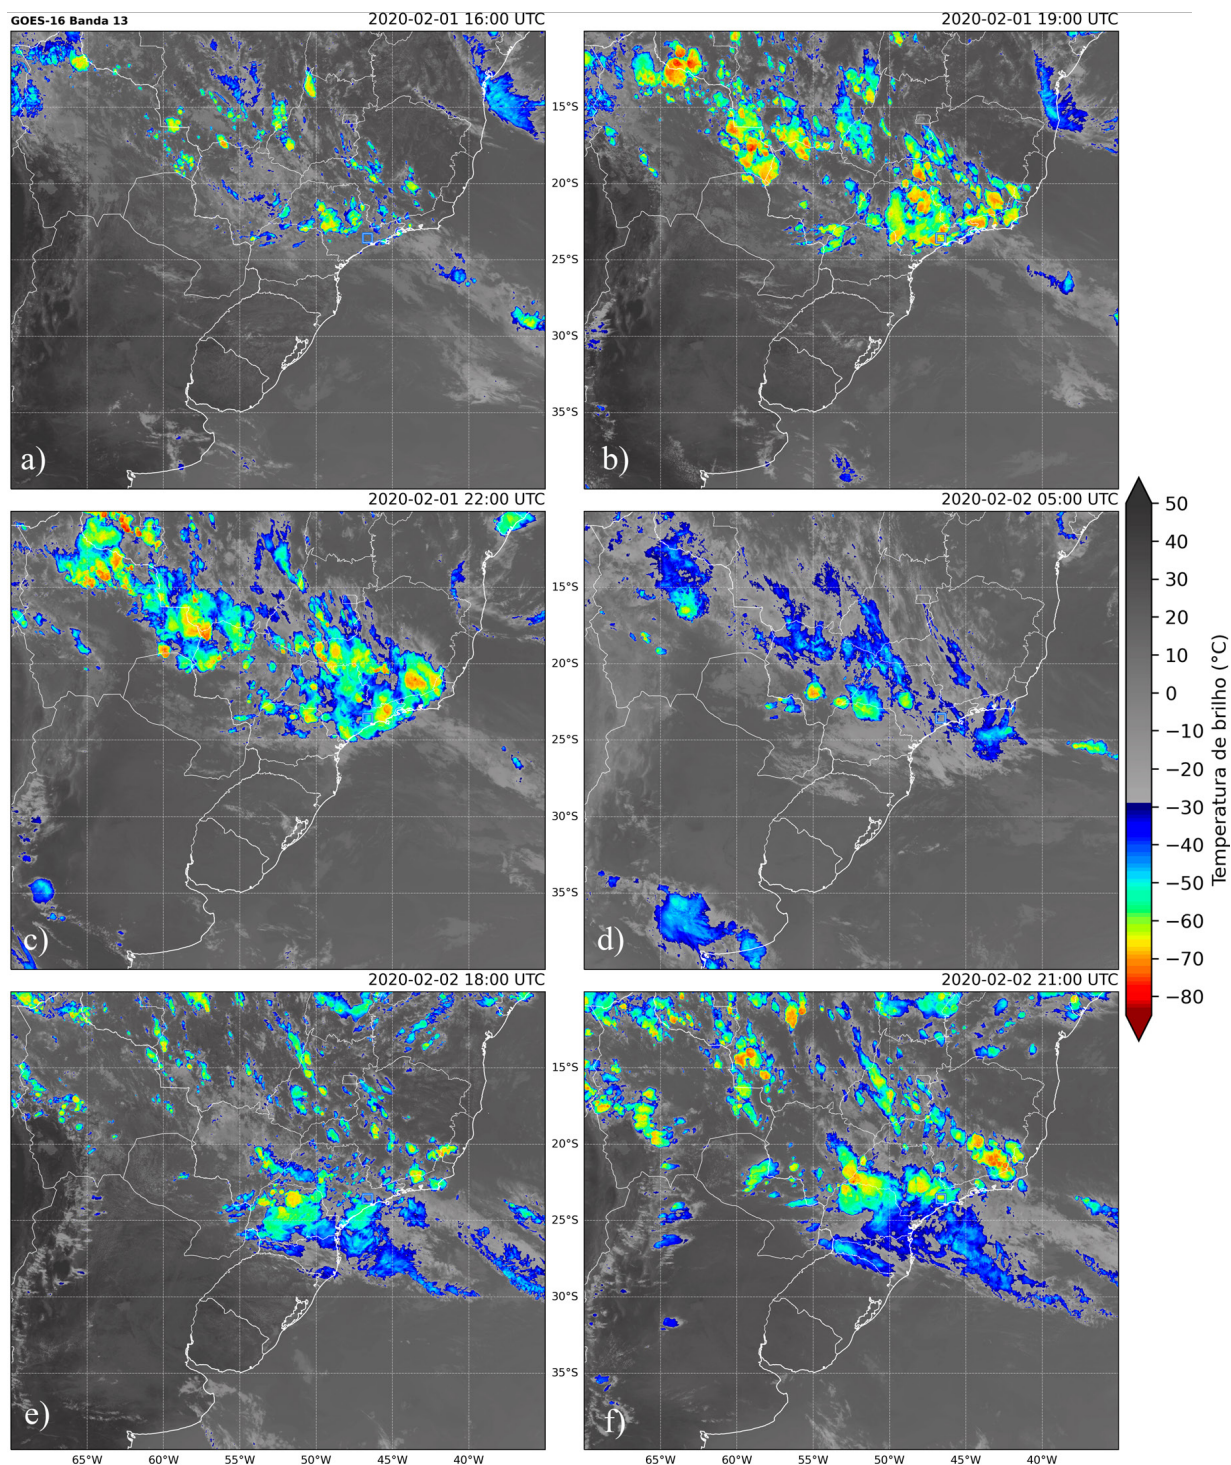 GOES-16 Banda 13
2020-02-01 16:00 UTC
2020-02-01 19:00 UTC
15°S
20°S
25°S
30°S
35°S
a)
b)
2020-02-01 22:00 UTC
2020-02-02 05:00 UTC
15°S
20°S
25°S
30°S
35°S
c)
d)
50
40
30
20
10
0
−10
−20
−30
−40
−50
−60
−70
−80
Temperatura de brilho (°C)
2020-02-02 18:00 UTC
2020-02-02 21:00 UTC
15°S
20°S
25°S
30°S
35°S
e)
f)
65°W 60°W 55°W 50°W 45°W 40°W
65°W 60°W 55°W 50°W 45°W 40°W